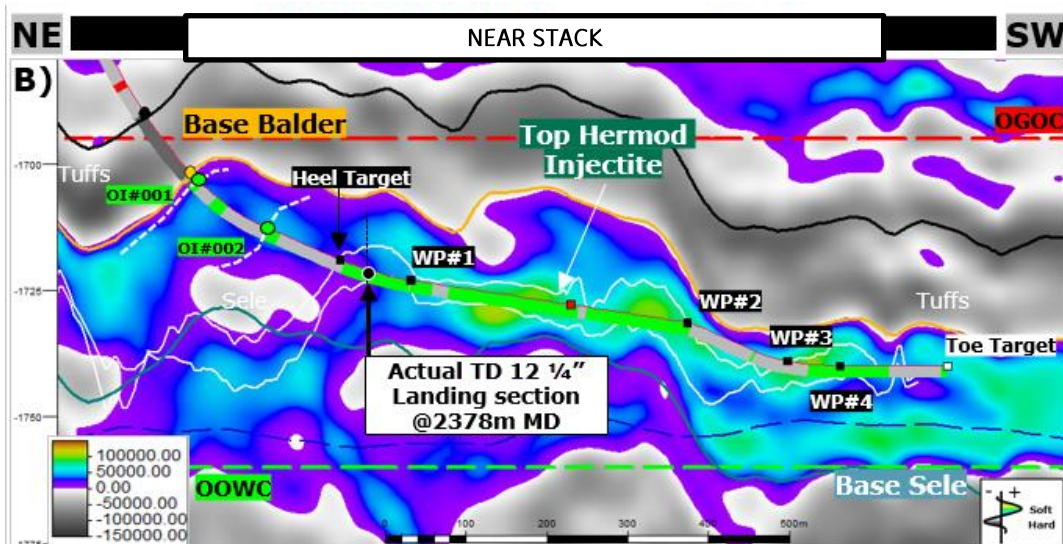 NE
NEAR STACK
SW
B)
OGOC
Base Balder
Top Hermod
Injectite
-1700
Tuffs
Heel Target
OI#001
OI#002
WP#1
-1725
Sele
WP#2
Tuffs
WP#3
Toe Target
Actual TD 12 ¼”
Landing section
@2378m MD
WP#4
-1750
100000.00
50000.00
0.00
-50000.00
-100000.00
-150000.00
OOWC
Base Sele
- +
Soft
Hard
0 100 200 300 400 500m